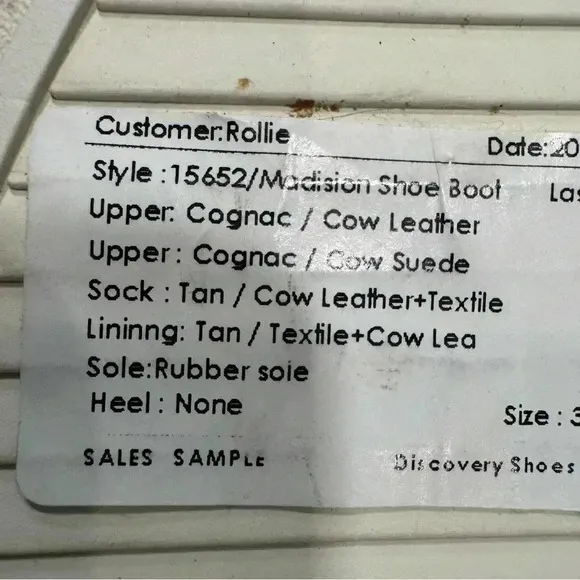 Customer:Rollie Date:20
Style :15652/Madision Shoe Boot Las
Upper: Cognac / Cow Leather
Upper: Cognac / Cow Suede
Sock : Tan / Cow Leather+Textile
Lininng: Tan / Textile+Cow Lea
Sole:Rubber soie
Heel: None Size : 3
SALES SAMPLE Discovery Shoes